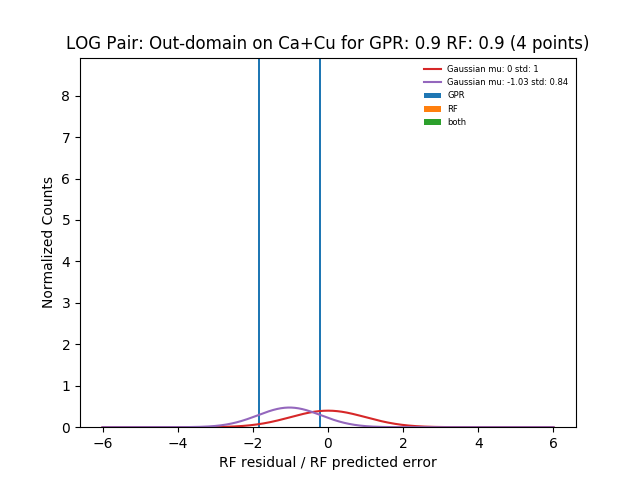 LOG Pair: Out-domain on Ca+Cu for GPR: 0.9 RF: 0.9 (4 points)
Gaussian mu: 0 std: 1
Gaussian mu: -1.03 std: 0.84
GPR
RF
both
Normalized Counts
8
7
6
5
4
3
2
1
0
−6 −4 −2 0 2 4 6
RF residual / RF predicted error